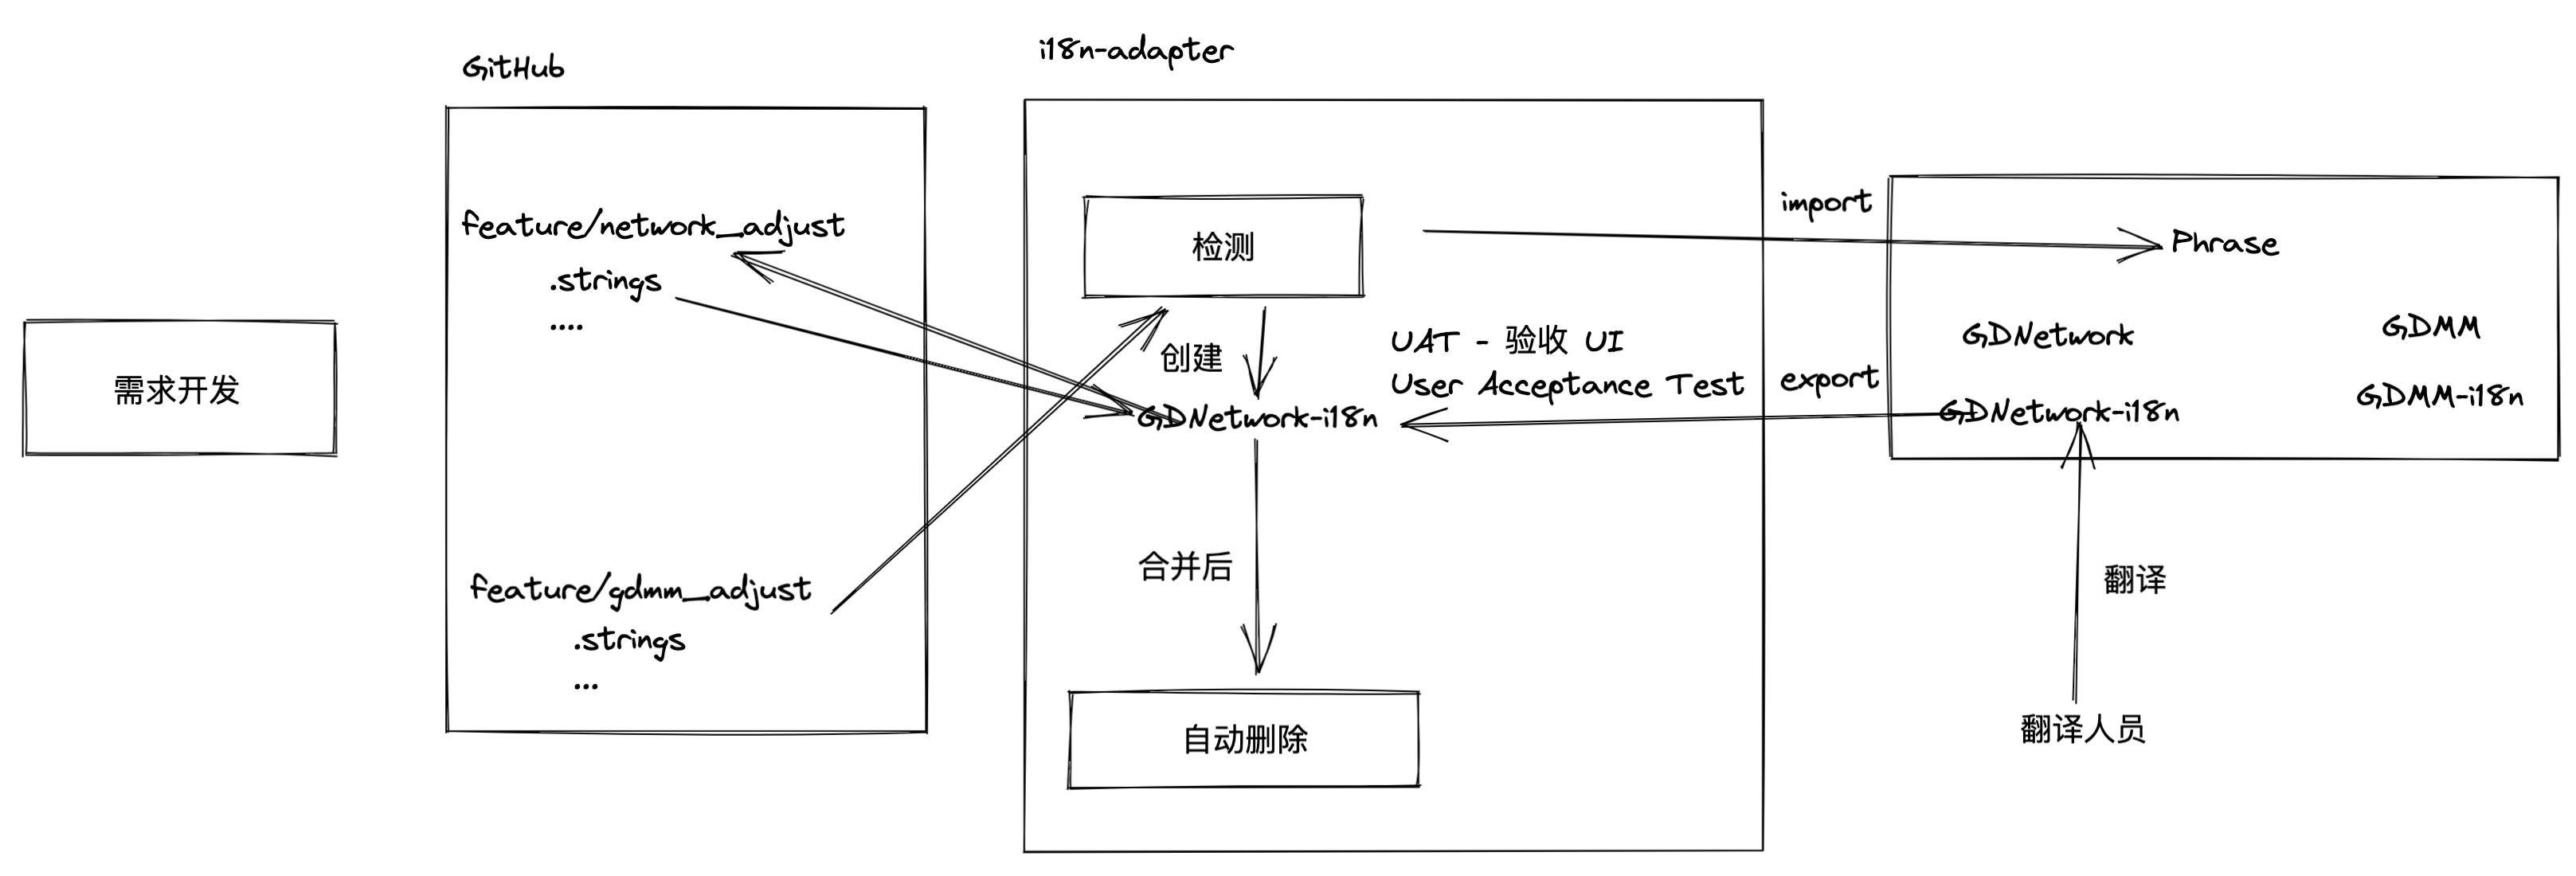 需求开发
GitHub
feature/network_adjust
.strings
....
feature/gdmm_adjust
.strings
...
i18n-adapter
检测
创建
GDNetwork-i18n
合并后
自动删除
UAT - 验收 UI
User Acceptance Test
import
export
Phrase
GDNetwork
GDNetwork-i18n
GDMM
GDMM-i18n
翻译
翻译人员